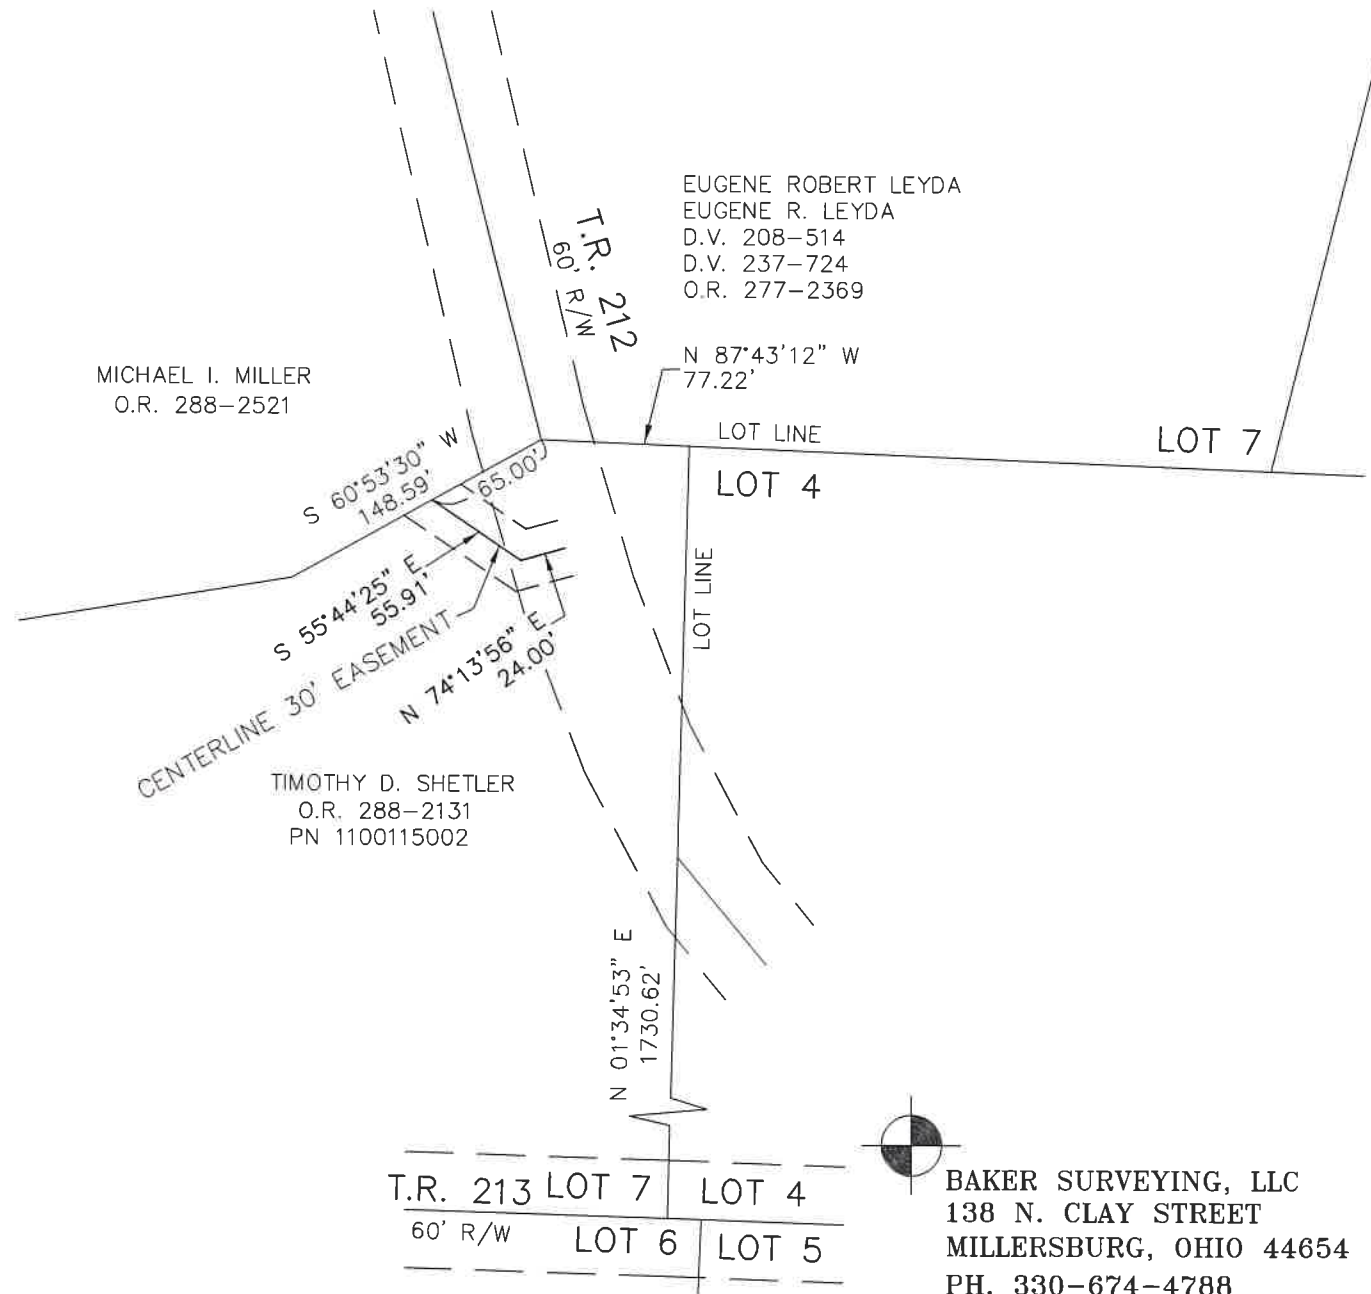 EUGENE ROBERT LEYDA
EUGENE R. LEYDA
D.V. 208-514
D.V. 237-724
O.R. 277-2369
T.R. 212
60' R/W
N 87°43'12" W
77.22'
MICHAEL I. MILLER
O.R. 288-2521
LOT LINE
LOT 7
LOT 4
S 60°53'30" W
148.59'
65.00'
LOT LINE
S 55°44'25" E
55.91'
CENTERLINE 30' EASEMENT
N 74°13'56" E
24.00'
TIMOTHY D. SHETLER
O.R. 288-2131
PN 1100115002
N 01°34'53" E
1730.62'
T.R. 213
LOT 7
LOT 4
60' R/W
LOT 6
LOT 5
BAKER SURVEYING, LLC
138 N. CLAY STREET
MILLERSBURG, OHIO 44654
PH. 330-674-4788